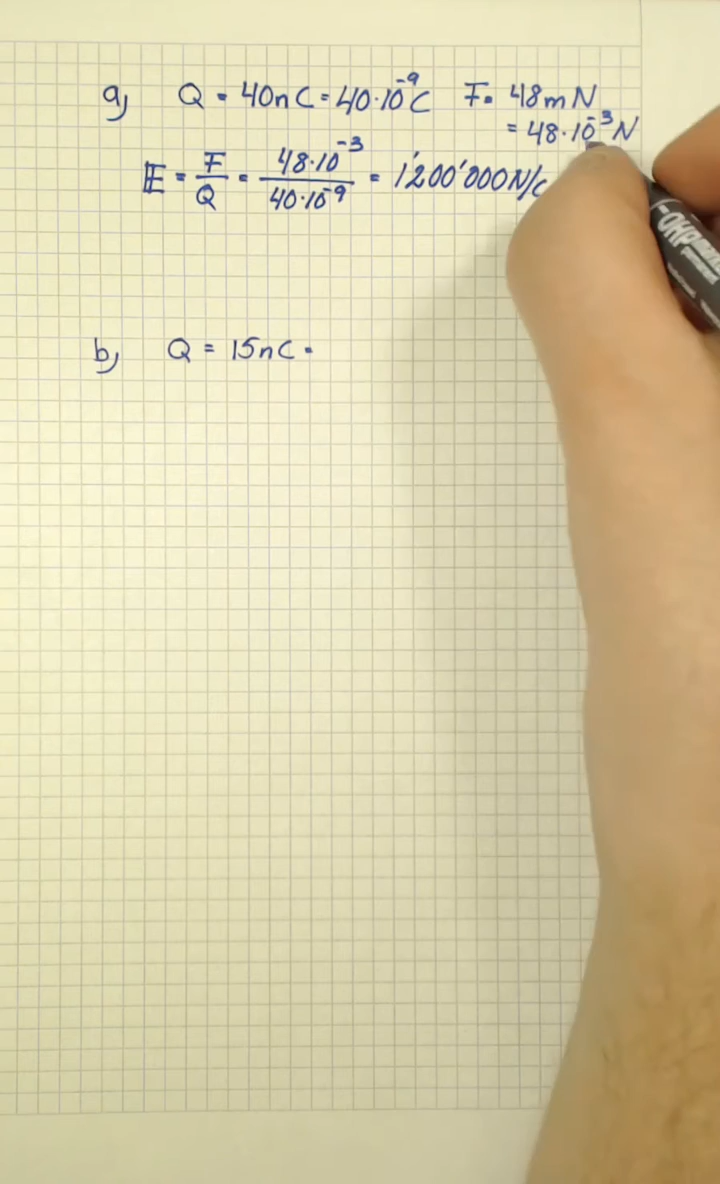 a) Q = 40nC = 40·10⁻⁹C F = 48mN
= 48·10⁻³N
E = F/Q = 48·10⁻³/40·10⁻⁹ = 1'200'000N/C
b) Q = 15nC =